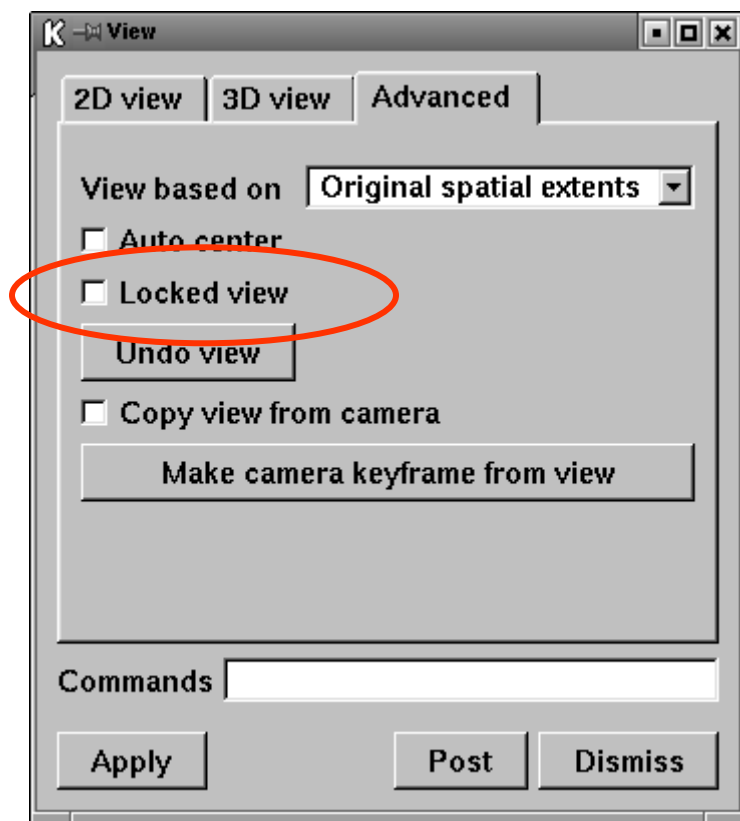 View
2D view 3D view Advanced
View based on Original spatial extents
Auto center
Locked view
Undo view
Copy view from camera
Make camera keyframe from view
Commands
Apply Post Dismiss